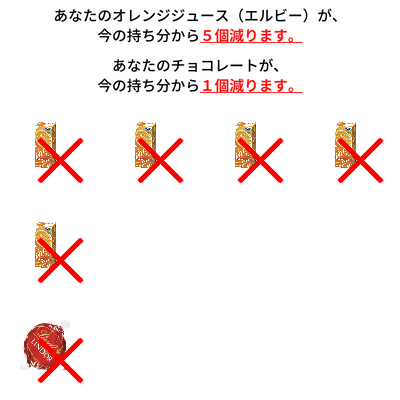 あなたのオレンジジュース（エルビー）が、
今の持ち分から５個減ります。
あなたのチョコレートが、
今の持ち分から１個減ります。
LINDOR